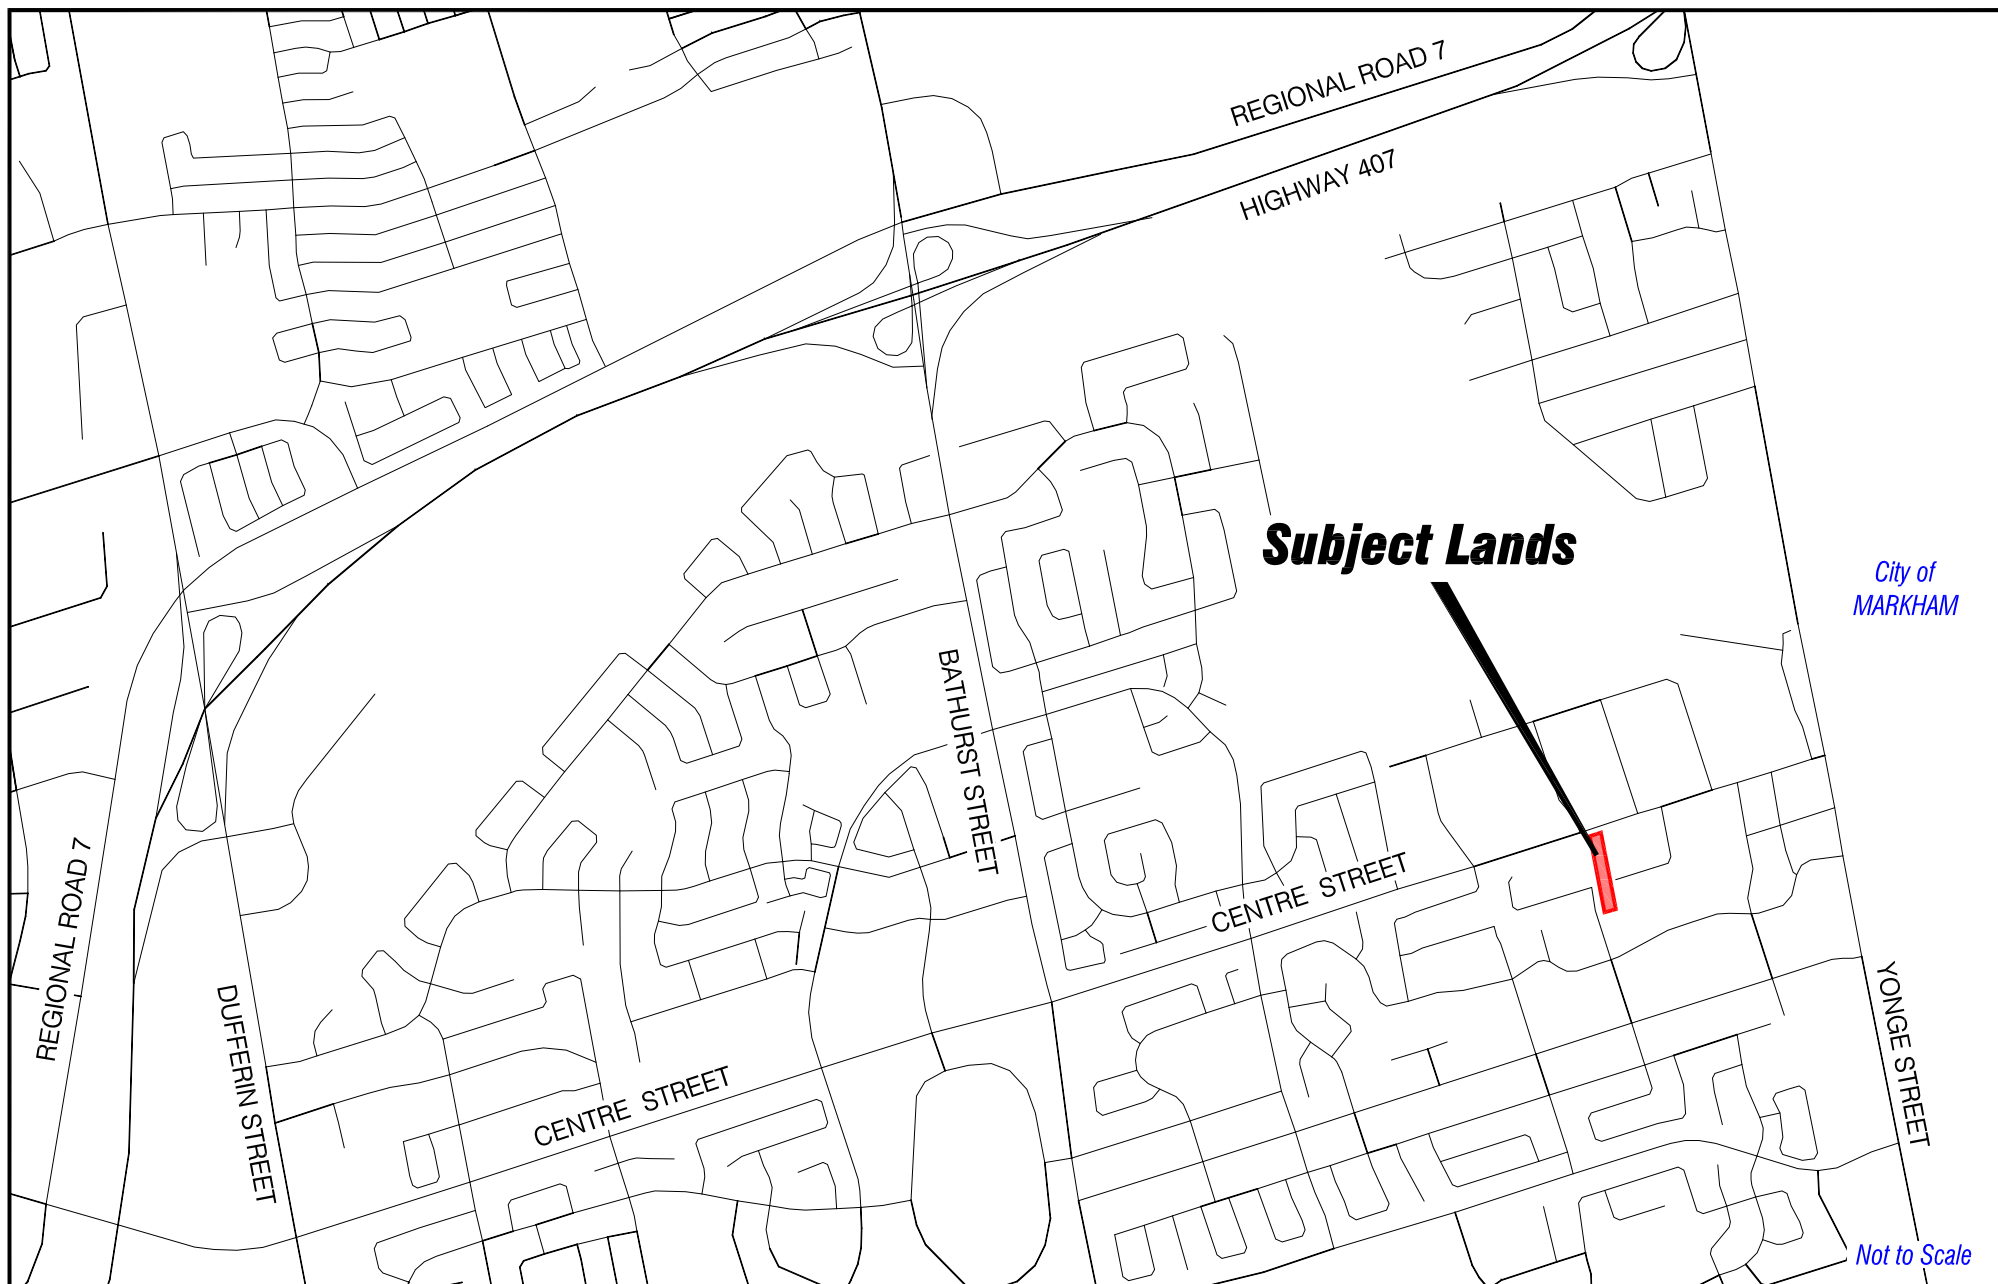 REGIONAL ROAD 7
HIGHWAY 407
Subject Lands
City of
MARKHAM
BATHURST STREET
REGIONAL ROAD 7
CENTRE STREET
DUFFERIN STREET
YONGE STREET
CENTRE STREET
Not to Scale